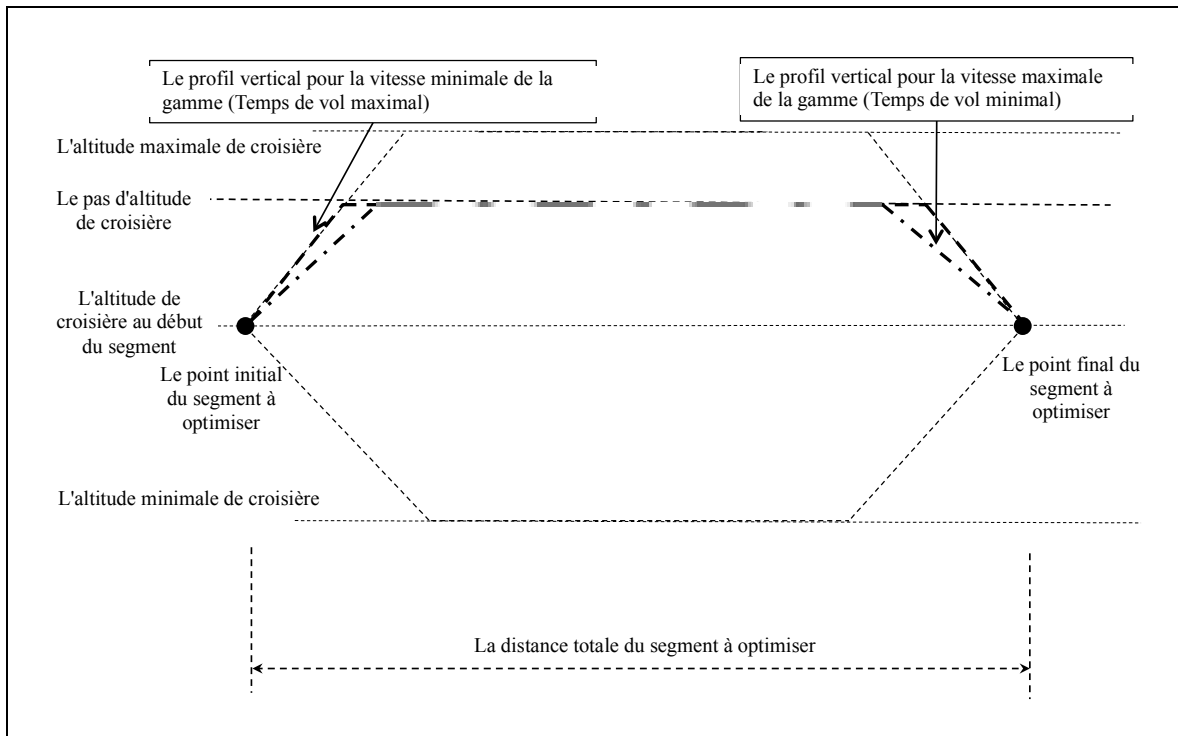 Le profil vertical pour la vitesse minimale de la
gamme (Temps de vol maximal)
Le profil vertical pour la vitesse maximale
de la gamme (Temps de vol minimal)
L'altitude maximale de croisière
Le pas d'altitude
de croisière
L'altitude de
croisière au début
du segment
Le point initial
du segment à
optimiser
Le point final du
segment à
optimiser
L'altitude minimale de croisière
La distance totale du segment à optimiser